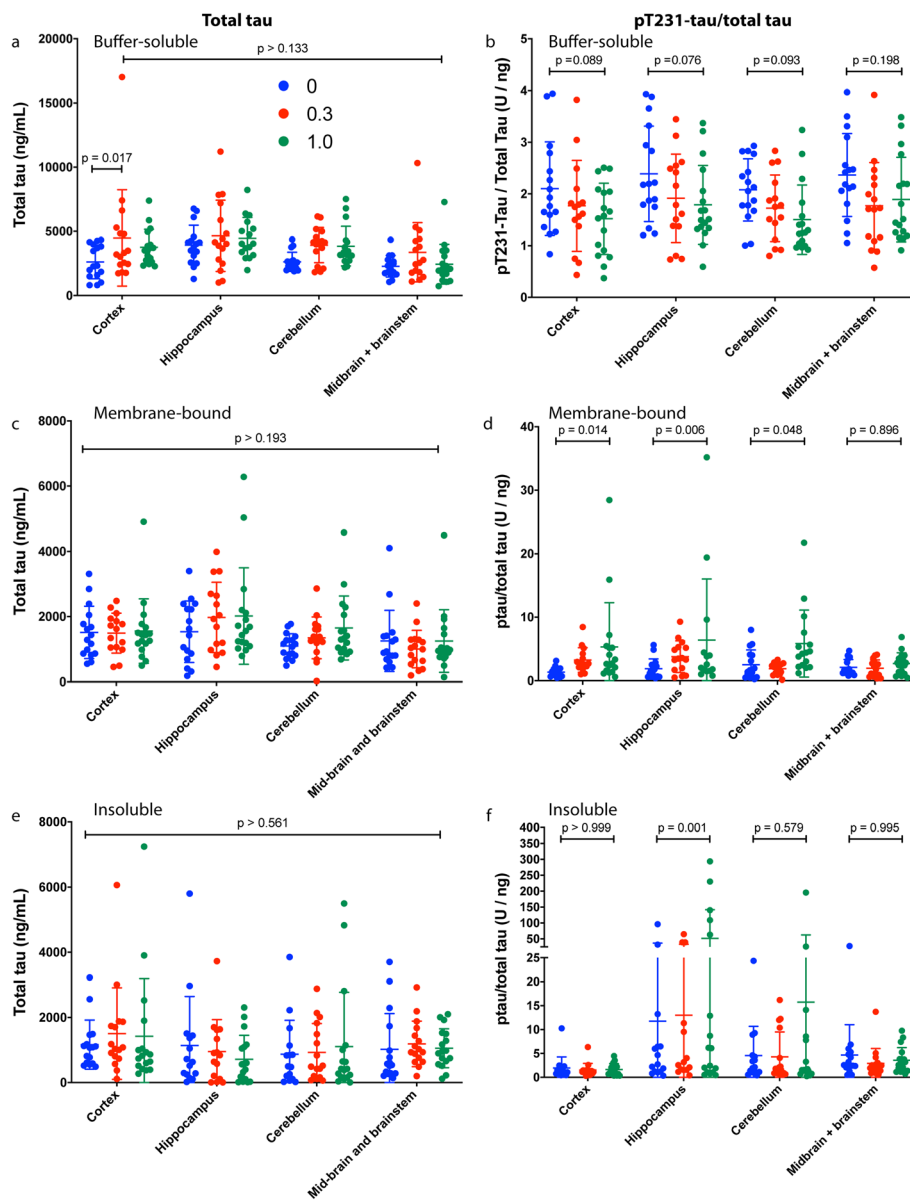 Total tau
pT231-tau/total tau
a
Buffer-soluble
20000
15000
10000
5000
0
Total tau (ng/mL)
p > 0.133
p = 0.017
0
0.3
1.0
Cortex
Hippocampus
Cerebellum
Midbrain + brainstem
b
Buffer-soluble
5
4
3
2
1
0
pT231-Tau / Total Tau (U / ng)
p =0.089
p =0.076
p =0.093
p =0.198
Cortex
Hippocampus
Cerebellum
Midbrain + brainstem
c
Membrane-bound
8000
6000
4000
2000
0
Total tau (ng/mL)
p > 0.193
Cortex
Hippocampus
Cerebellum
Mid-brain and brainstem
d
Membrane-bound
40
30
20
10
0
ptau/total tau (U / ng)
p = 0.014
p = 0.006
p = 0.048
p = 0.896
Cortex
Hippocampus
Cerebellum
Midbrain + brainstem
e
Insoluble
8000
6000
4000
2000
0
Total tau (ng/mL)
p > 0.561
Cortex
Hippocampus
Cerebellum
Mid-brain and brainstem
f
Insoluble
400
350
300
250
200
150
100
50
25
20
15
10
5
0
ptau/total tau (U / ng)
p > 0.999
p = 0.001
p = 0.579
p = 0.995
Cortex
Hippocampus
Cerebellum
Midbrain + brainstem